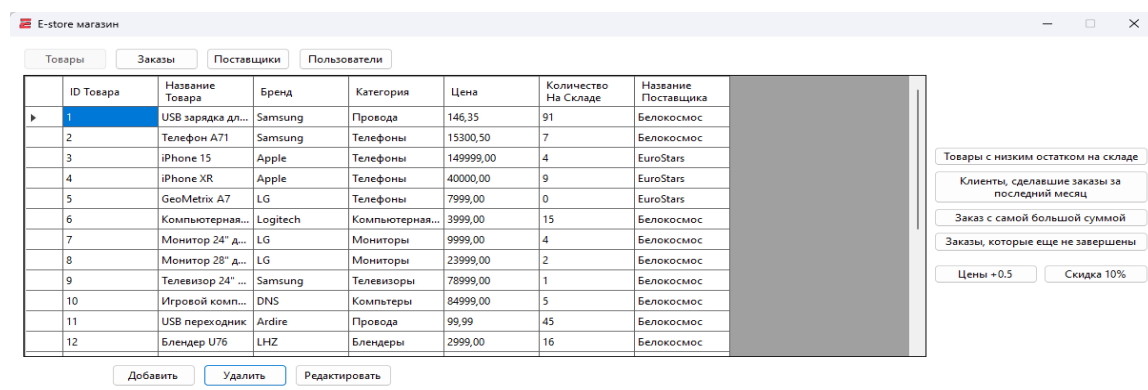 E-store магазин
Товары Заказы Поставщики Пользователи
ID Товара Название Товара Бренд Категория Цена Количество На Складе Название Поставщика
1 USB зарядка дл... Samsung Провода 146,35 91 Белокосмос
2 Телефон A71 Samsung Телефоны 15300,50 7 Белокосмос
3 iPhone 15 Apple Телефоны 149999,00 4 EuroStars
4 iPhone XR Apple Телефоны 40000,00 9 EuroStars
5 GeoMetrix A7 LG Телефоны 7999,00 0 EuroStars
6 Компьютерная... Logitech Компьютерная... 3999,00 15 Белокосмос
7 Монитор 24" д... LG Мониторы 9999,00 4 Белокосмос
8 Монитор 28" д... LG Мониторы 23999,00 2 Белокосмос
9 Телевизор 24" ... Samsung Телевизоры 78999,00 1 Белокосмос
10 Игровой комп... DNS Компьтеры 84999,00 5 Белокосмос
11 USB переходник Ardire Провода 99,99 45 Белокосмос
12 Блендер U76 LHZ Блендеры 2999,00 16 Белокосмос
Товары с низким остатком на складе
Клиенты, сделавшие заказы за
последний месяц
Заказ с самой большой суммой
Заказы, которые еще не завершены
Цены +0.5 Скидка 10%
Добавить Удалить Редактировать